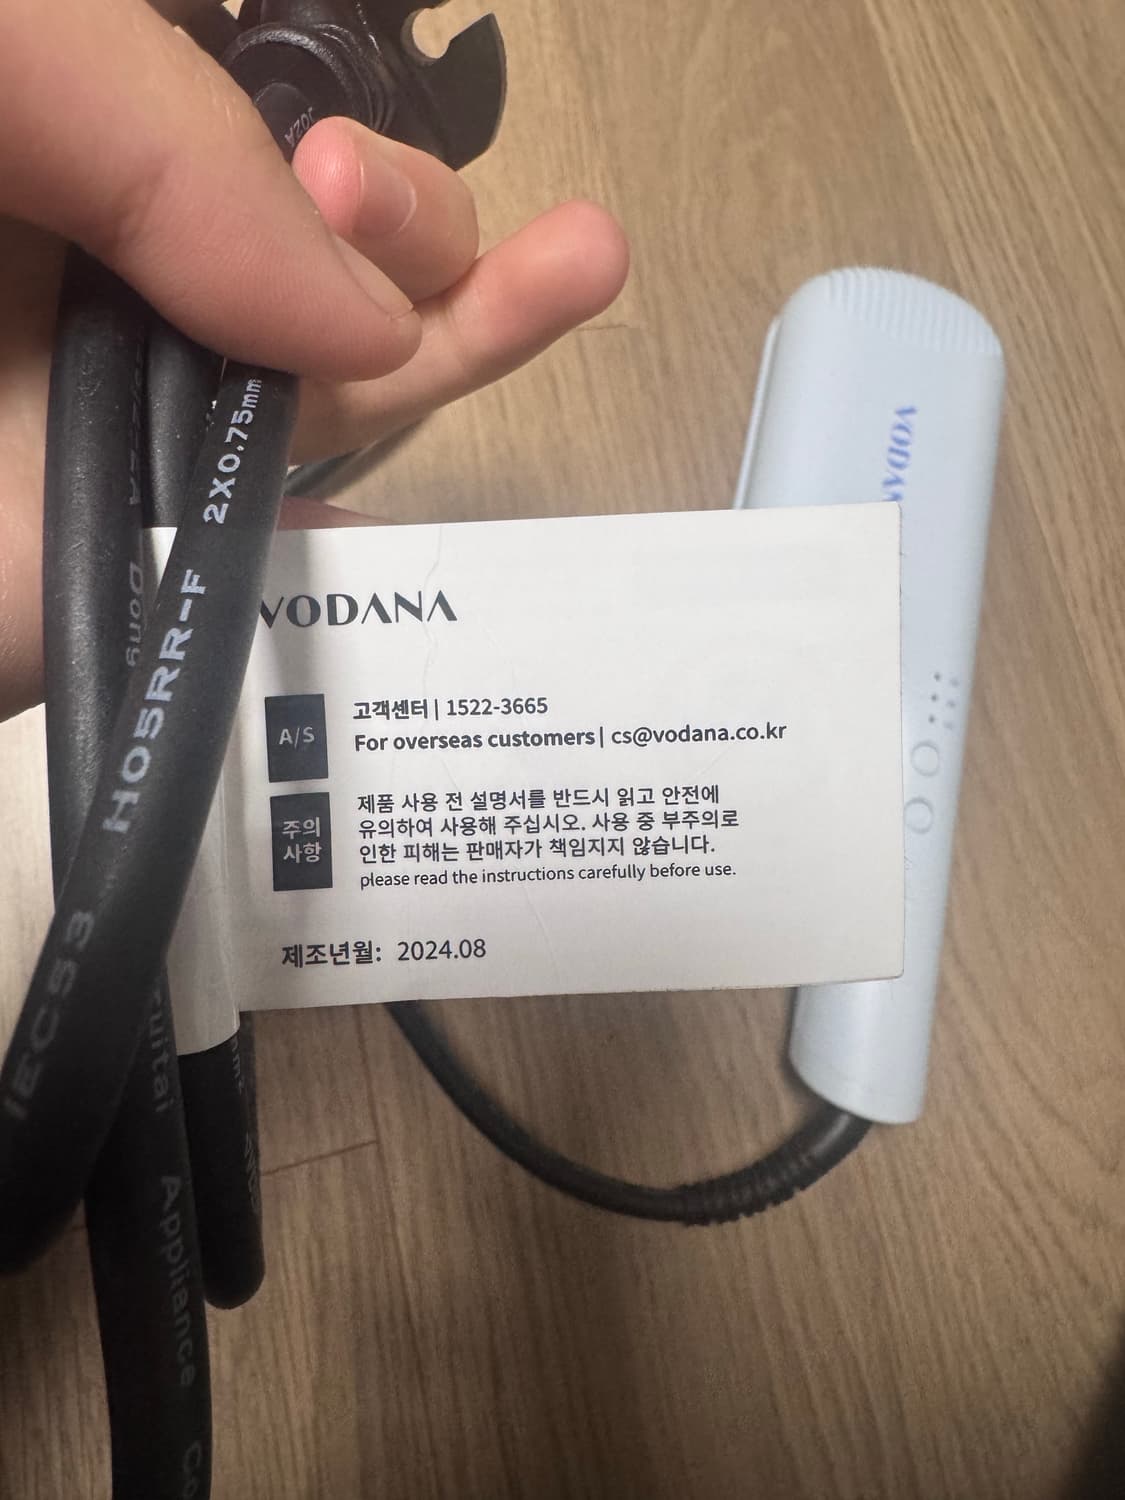 VODANA
A/S
고객센터 | 1522-3665
For overseas customers | cs@vodana.co.kr
주의
사항
제품 사용 전 설명서를 반드시 읽고 안전에
유의하여 사용해 주십시오. 사용 중 부주의로
인한 피해는 판매자가 책임지지 않습니다.
please read the instructions carefully before use.
제조년월: 2024.08
IEC53 H05RR-F 2X0.75mm
Dong
Appliance Co
VODANA